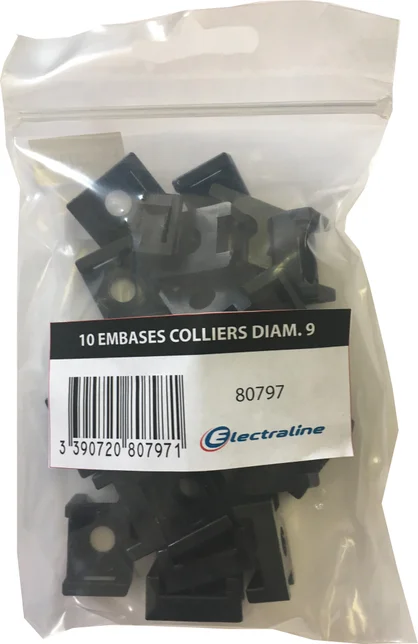 10 EMBASES COLLIERS DIAM. 9
80797
Electraline
3 390720 807971